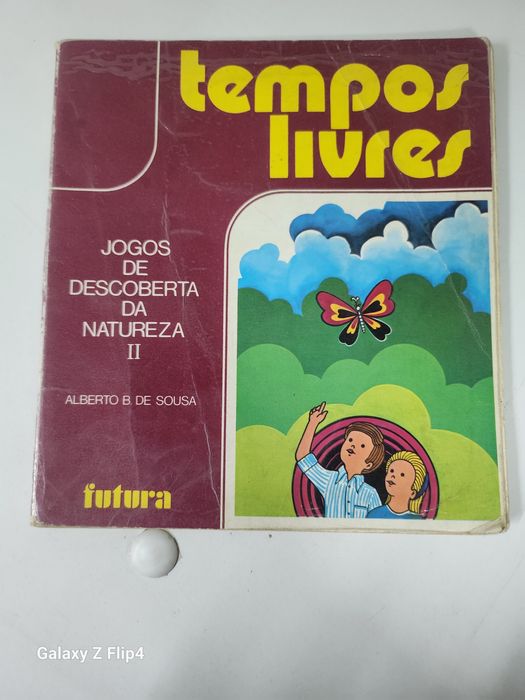 tempos
livres
JOGOS
DE
DESCOBERTA
DA
NATUREZA
II
ALBERTO B. DE SOUSA
futura
Galaxy Z Flip4